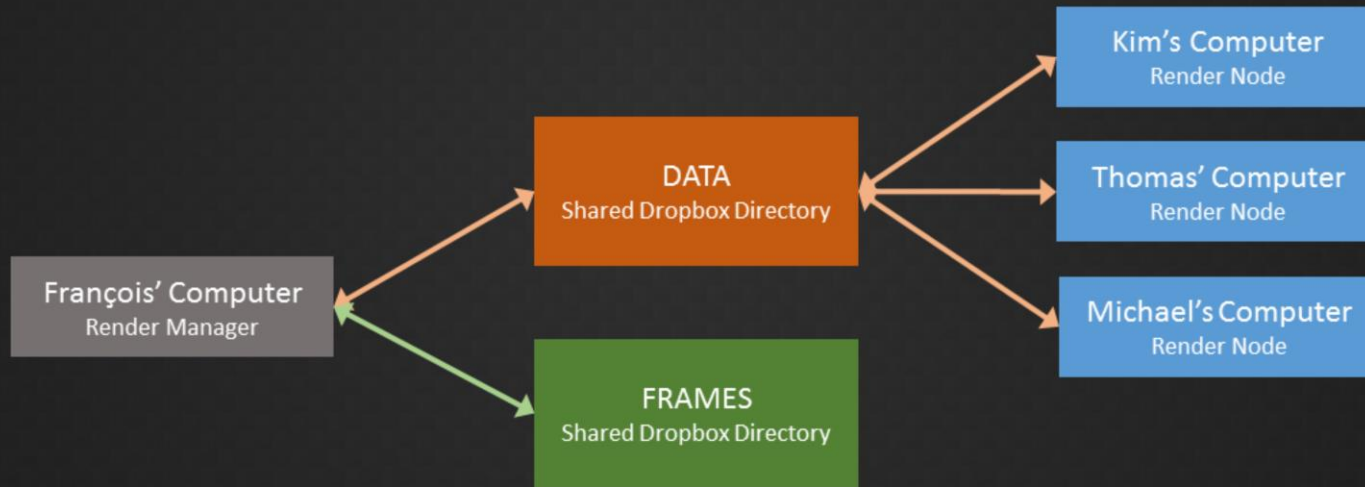 François’ Computer
Render Manager
DATA
Shared Dropbox Directory
FRAMES
Shared Dropbox Directory
Kim’s Computer
Render Node
Thomas’ Computer
Render Node
Michael’s Computer
Render Node